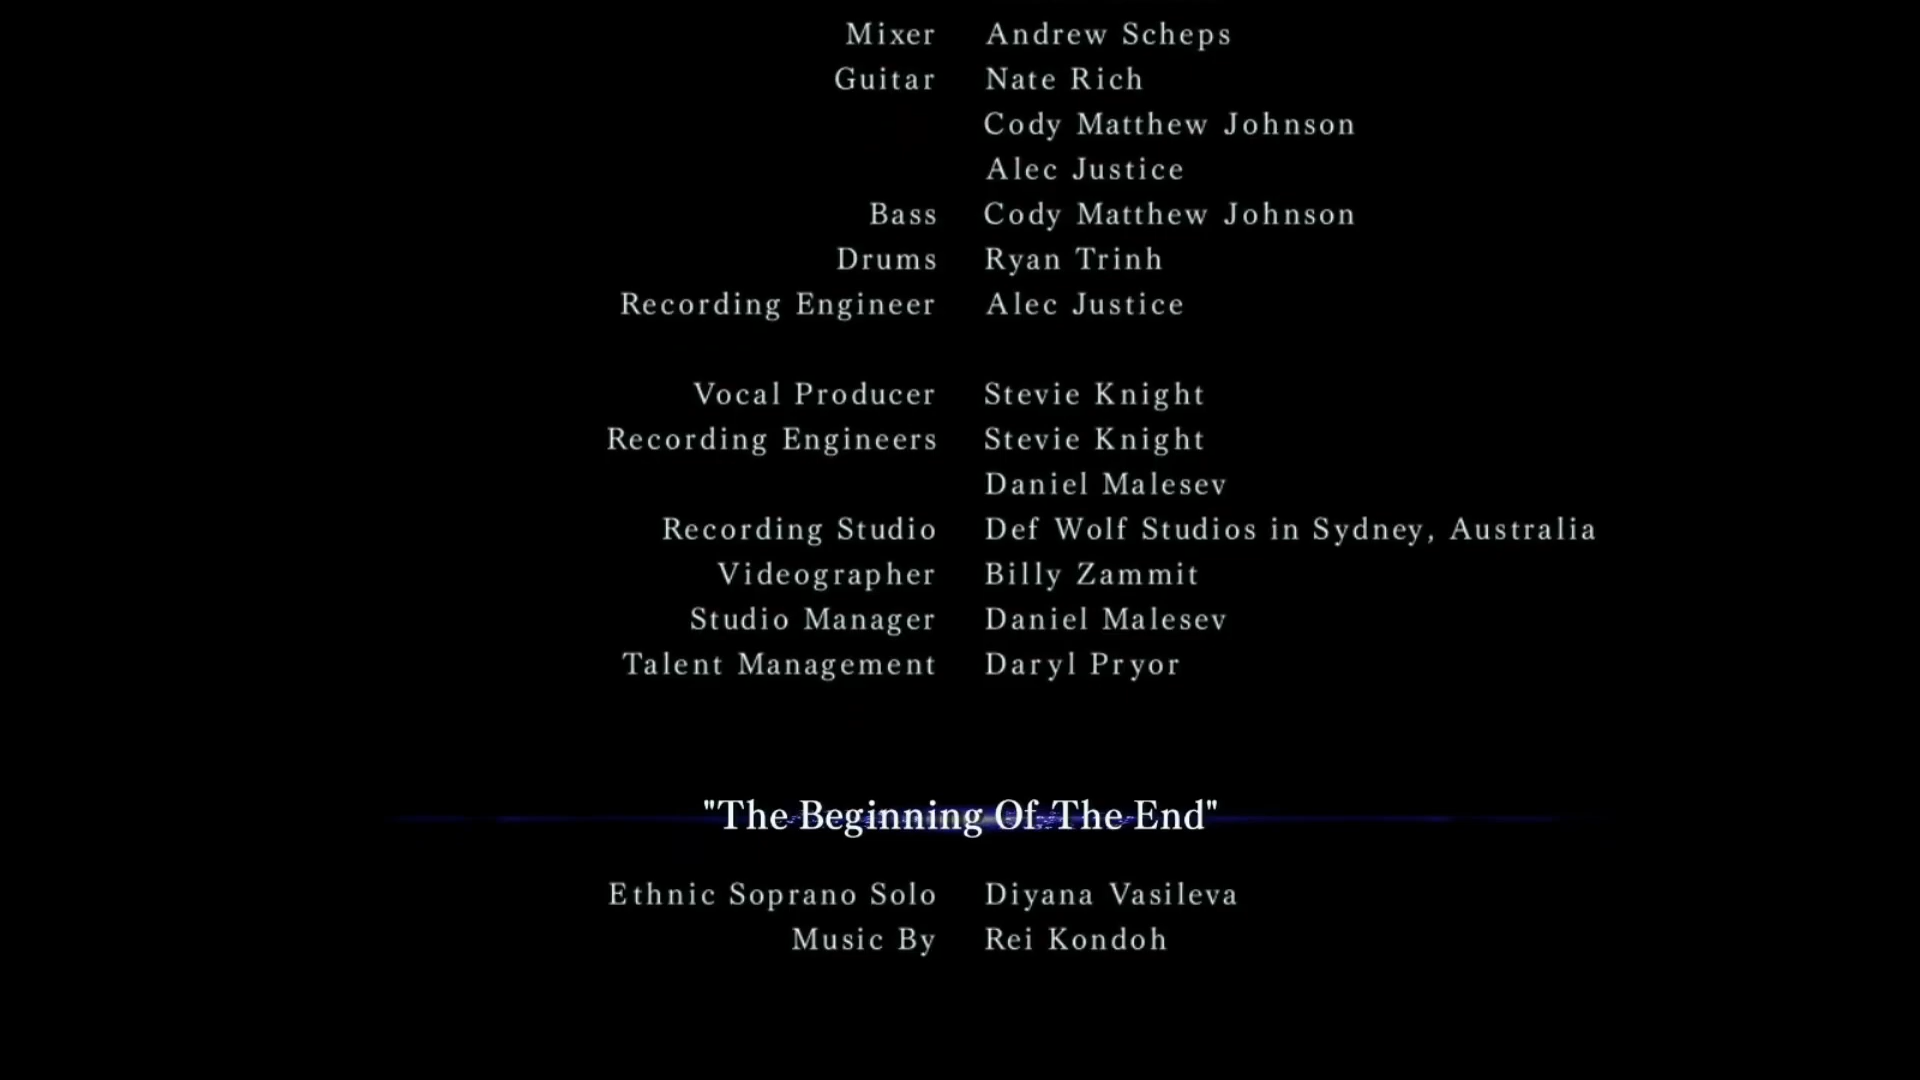 Mixer Andrew Scheps
Guitar Nate Rich
Cody Matthew Johnson
Alec Justice
Bass Cody Matthew Johnson
Drums Ryan Trinh
Recording Engineer Alec Justice
Vocal Producer Stevie Knight
Recording Engineers Stevie Knight
Daniel Malesev
Recording Studio Def Wolf Studios in Sydney, Australia
Videographer Billy Zammit
Studio Manager Daniel Malesev
Talent Management Daryl Pryor
"The Beginning Of The End"
Ethnic Soprano Solo Diyana Vasileva
Music By Rei Kondoh